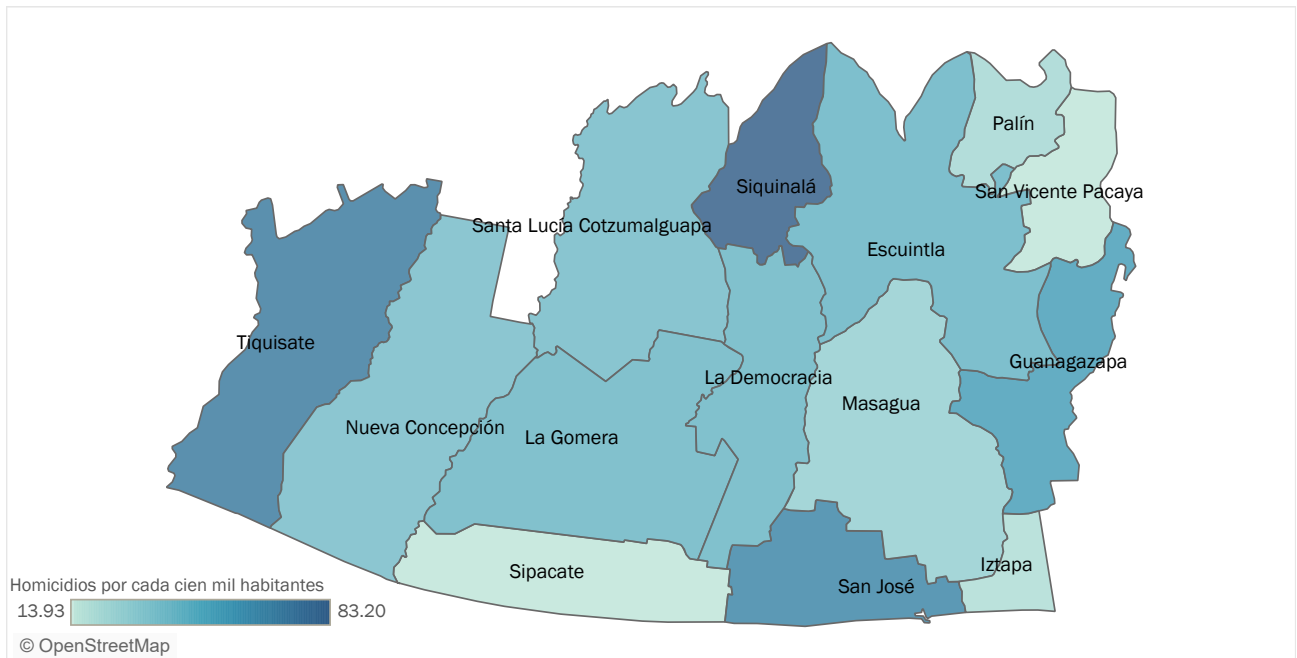 Palín
Siquinalá
San Vicente Pacaya
Santa Lucía Cotzumalguapa
Escuintla
Tiquisate
Guanagazapa
La Democracia
Masagua
Nueva Concepción
La Gomera
Iztapa
Sipacate
San José
Homicidios por cada cien mil habitantes
13.93 83.20
© OpenStreetMap